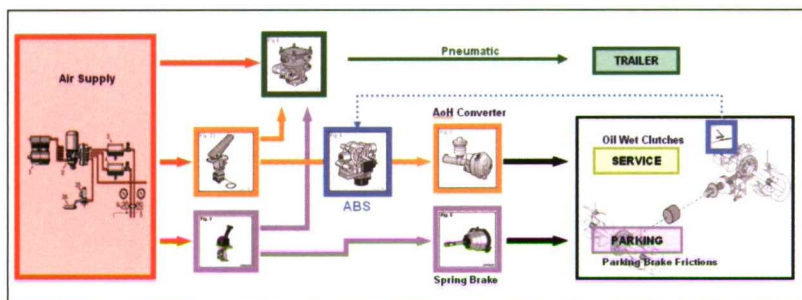 Air Supply
Pneumatic
TRAILER
AoH Converter
Oil Wet Clutches
SERVICE
ABS
PARKING
Parking Brake Frictions
Spring Brake